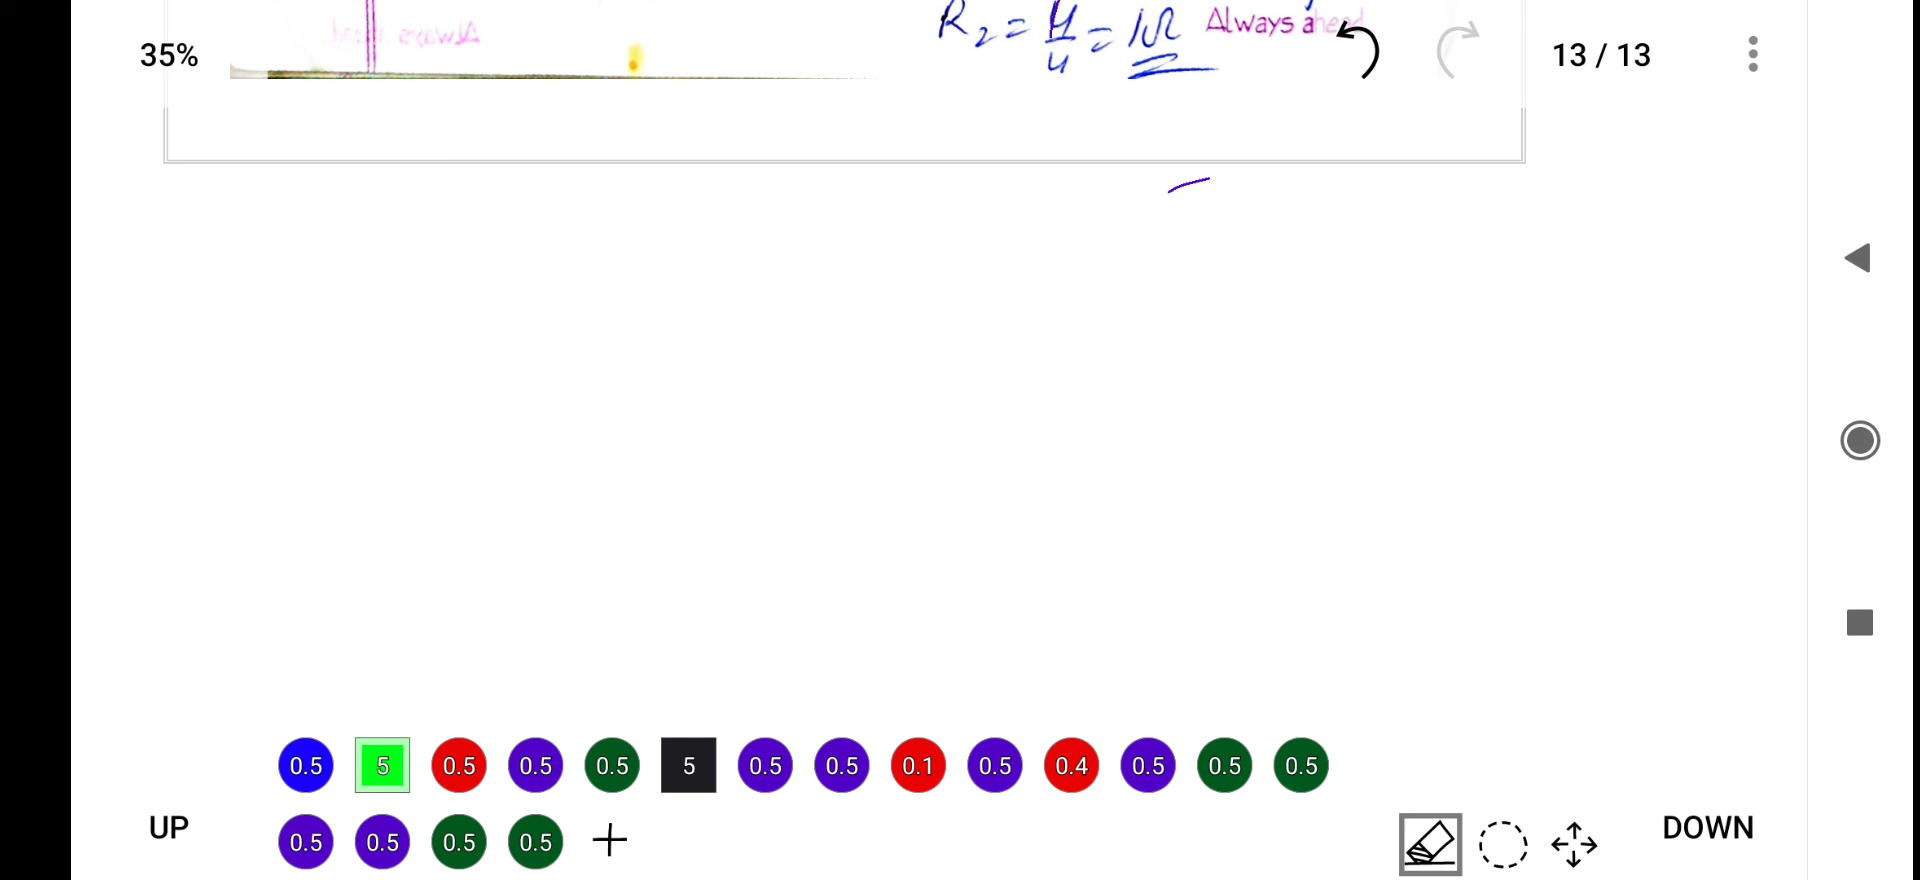 R₂ = 4/4 = 1Ω Always ahead
35%
13 / 13
0.5 5 0.5 0.5 0.5 5 0.5 0.5 0.1 0.5 0.4 0.5 0.5 0.5
UP 0.5 0.5 0.5 0.5 + DOWN